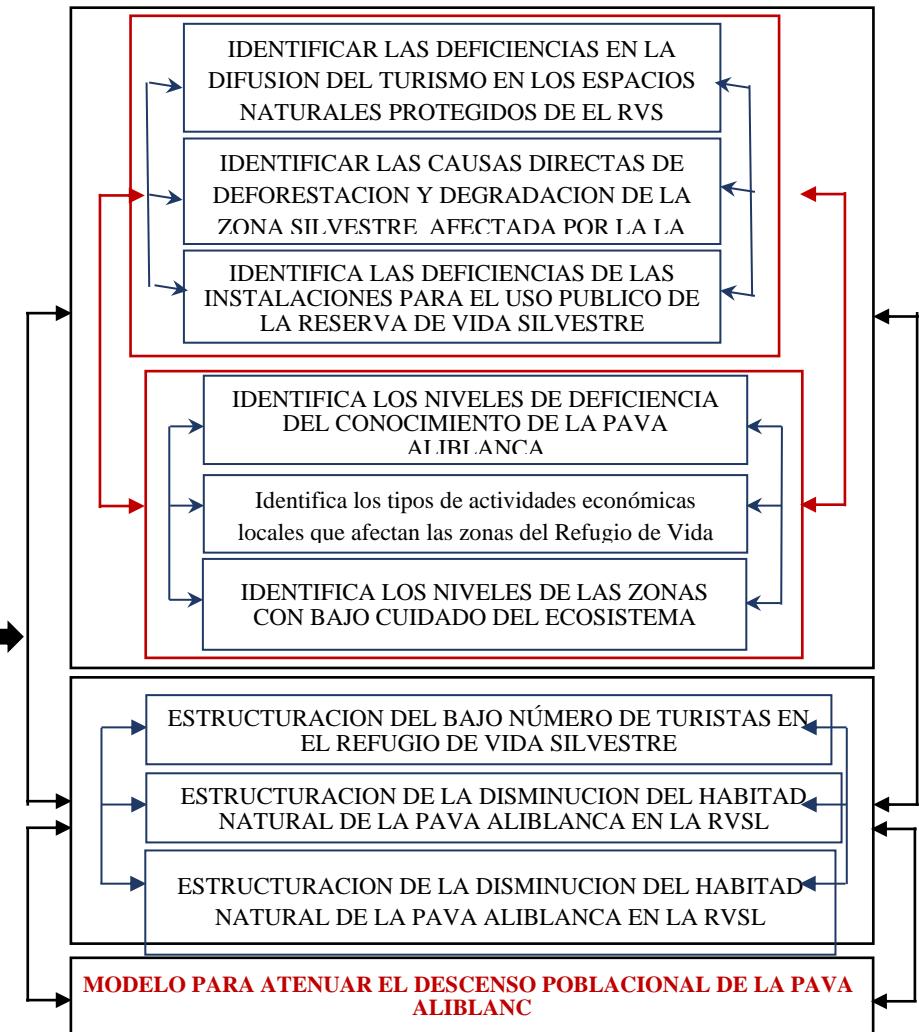 IDENTIFICAR LAS DEFICIENCIAS EN LA
DIFUSION DEL TURISMO EN LOS ESPACIOS
NATURALES PROTEGIDOS DE EL RVS
IDENTIFICAR LAS CAUSAS DIRECTAS DE
DEFORESTACION Y DEGRADACION DE LA
ZONA SILVESTRE AFECTADA POR LA LA
IDENTIFICA LAS DEFICIENCIAS DE LAS
INSTALACIONES PARA EL USO PUBLICO DE
LA RESERVA DE VIDA SILVESTRE
IDENTIFICA LOS NIVELES DE DEFICIENCIA
DEL CONOCIMIENTO DE LA PAVA
ALIBLANCA
Identifica los tipos de actividades económicas
locales que afectan las zonas del Refugio de Vida
IDENTIFICA LOS NIVELES DE LAS ZONAS
CON BAJO CUIDADO DEL ECOSISTEMA
ESTRUCTURACION DEL BAJO NÚMERO DE TURISTAS EN
EL REFUGIO DE VIDA SILVESTRE
ESTRUCTURACION DE LA DISMINUCION DEL HABITAD
NATURAL DE LA PAVA ALIBLANCA EN LA RVSL
ESTRUCTURACION DE LA DISMINUCION DEL HABITAD
NATURAL DE LA PAVA ALIBLANCA EN LA RVSL
MODELO PARA ATENUAR EL DESCENSO POBLACIONAL DE LA PAVA
ALIBLANC